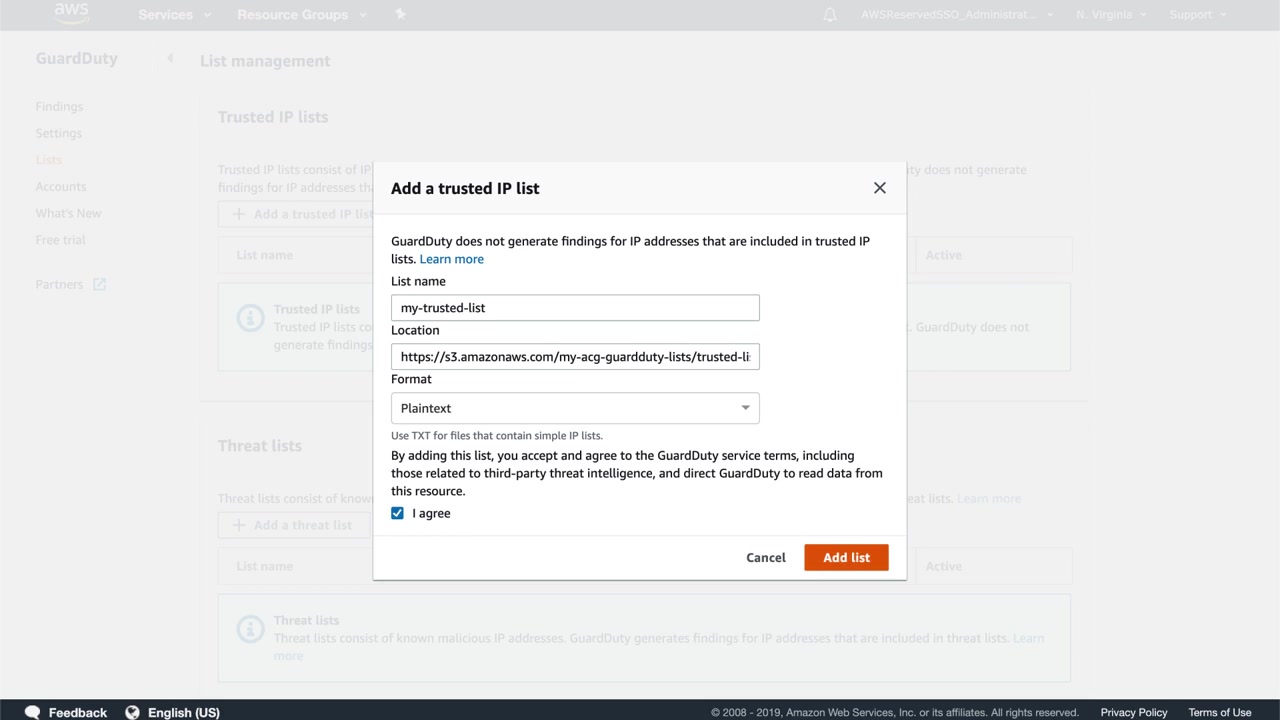 aws
Services
Resource Groups
AWSReservedSSO_Administrat...
N. Virginia
Support
GuardDuty
List management
Findings
Settings
Lists
Accounts
What's New
Free trial
Partners
Trusted IP lists
Trusted IP lists consist of IP
ty does not generate
findings for IP addresses tha
Add a trusted IP list
List name
Active
Trusted IP lists
Trusted IP lists co
. GuardDuty does not
generate findings
Add a trusted IP list
GuardDuty does not generate findings for IP addresses that are included in trusted IP
lists. Learn more
List name
my-trusted-list
Location
https://s3.amazonaws.com/my-acg-guardduty-lists/trusted-li
Format
Plaintext
Use TXT for files that contain simple IP lists.
By adding this list, you accept and agree to the GuardDuty service terms, including
those related to third-party threat intelligence, and direct GuardDuty to read data from
this resource.
I agree
Cancel
Add list
Threat lists
Threat lists consist of know
eat lists. Learn more
Add a threat list
List name
Active
Threat lists
Threat lists consist of known malicious IP addresses. GuardDuty generates findings for IP addresses that are included in threat lists. Learn
more
Feedback
English (US)
© 2008 - 2019, Amazon Web Services, Inc. or its affiliates. All rights reserved.
Privacy Policy
Terms of Use